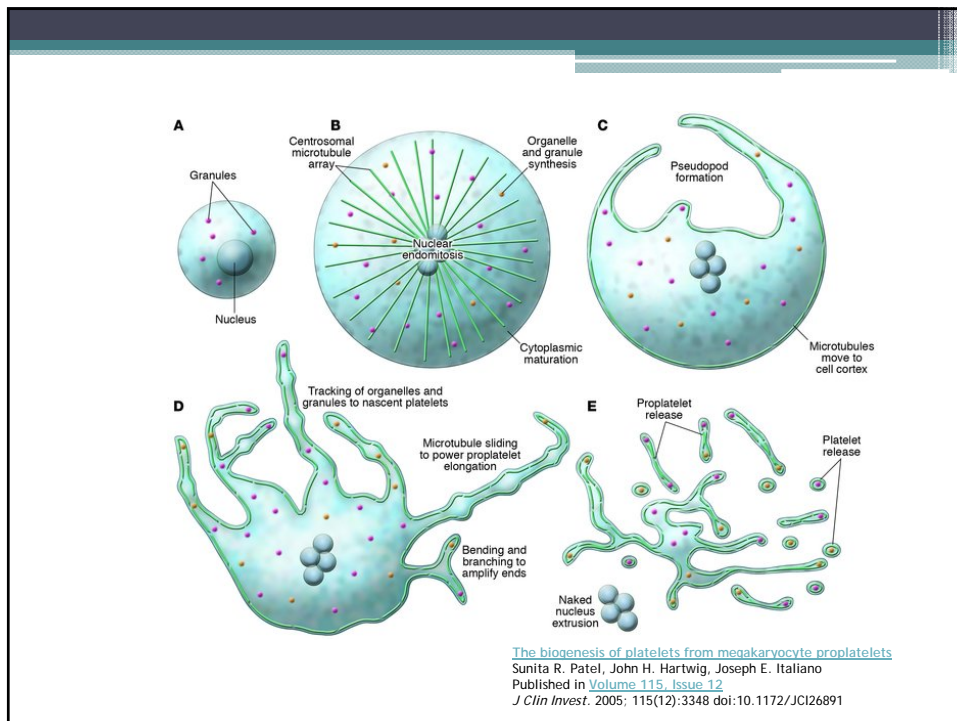 A
Granules
Nucleus
B
Centrosomal
microtubule
array
Organelle
and granule
synthesis
Nuclear
endomitosis
Cytoplasmic
maturation
C
Pseudopod
formation
Microtubules
move to
cell cortex
D
Tracking of organelles and
granules to nascent platelets
Microtubule sliding
to power proplatelet
elongation
Bending and
branching to
amplify ends
E
Proplatelet
release
Platelet
release
Naked
nucleus
extrusion
The biogenesis of platelets from megakaryocyte proplatelets
Sunita R. Patel, John H. Hartwig, Joseph E. Italiano
Published in Volume 115, Issue 12
J Clin Invest. 2005; 115(12):3348 doi:10.1172/JCI26891